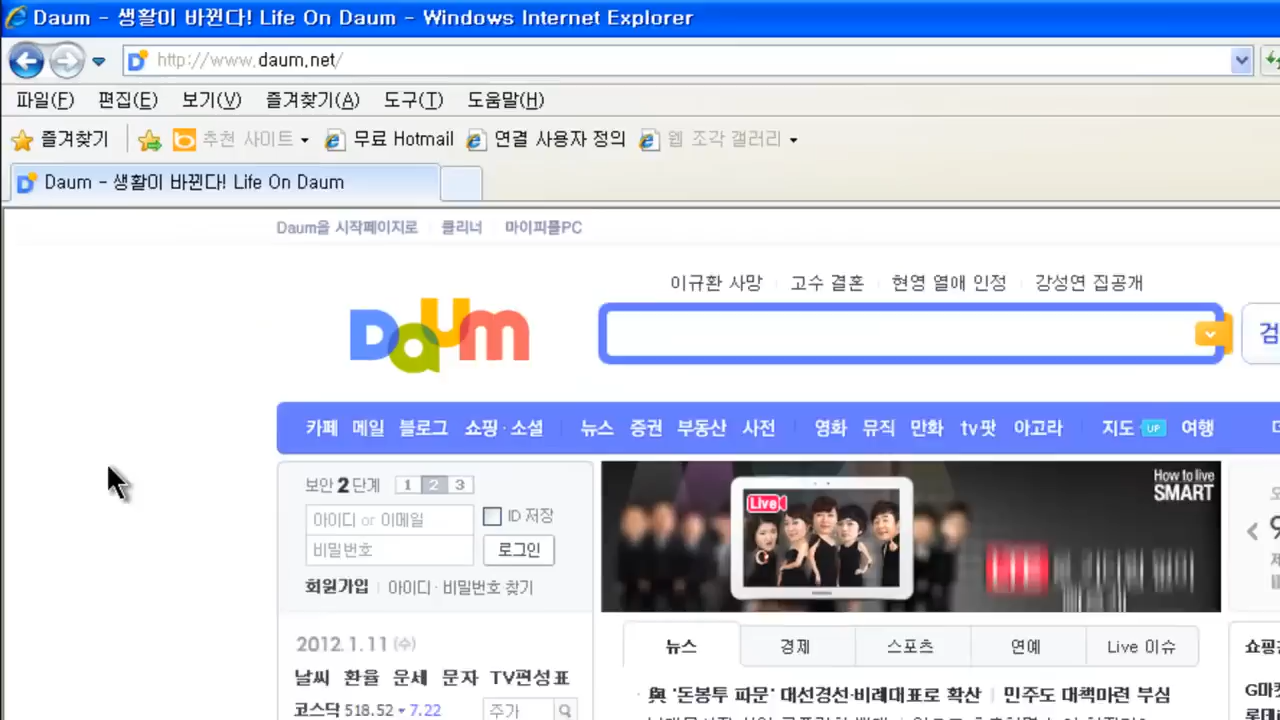 Daum - 생활이 바뀐다! Life On Daum - Windows Internet Explorer
http://www.daum.net/
파일(F) 편집(E) 보기(V) 즐겨찾기(A) 도구(T) 도움말(H)
즐겨찾기 추천 사이트 무료 Hotmail 연결 사용자 정의 웹 조각 갤러리
Daum - 생활이 바뀐다! Life On Daum
Daum을 시작페이지로 클리너 마이피플PC
이규환 사망 고수 결혼 현영 열애 인정 강성연 집공개
Daum
검
카페 메일 블로그 쇼핑·소셜 뉴스 증권 부동산 사전 영화 뮤직 만화 tv팟 아고라 지도 UP 여행
보안 2단계 1 2 3
아이디 or 이메일 ID 저장
비밀번호 로그인
회원가입 아이디·비밀번호 찾기
How to live
SMART
Live
2012.1.11 (수)
날씨 환율 운세 문자 TV편성표
코스닥 518.52 7.22 주가
뉴스 경제 스포츠 연예 Live 이슈
쇼핑
與 '돈봉투 파문' 대선경선·비례대표로 확산 | 민주도 대책마련 부심
G마켓